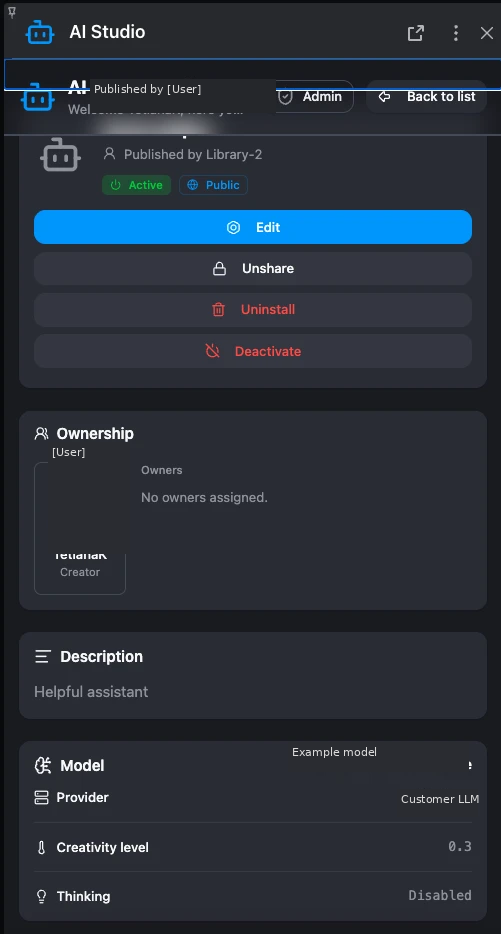 AI Studio
AI
Published by [User]
Admin
Back to list
Published by Library-2
Active
Public
Edit
Unshare
Uninstall
Deactivate
Ownership
[User]
Owners
No owners assigned.
TetianaK
Creator
Description
Helpful assistant
Model
Example model
Provider
Customer LLM
Creativity level
0.3
Thinking
Disabled